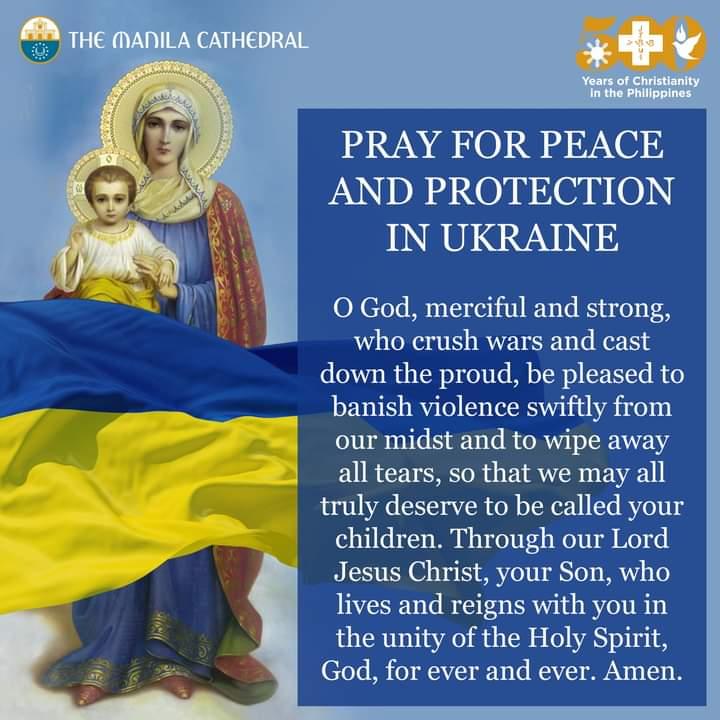 THE MANILA CATHEDRAL
500
Years of Christianity
in the Philippines
PRAY FOR PEACE
AND PROTECTION
IN UKRAINE
O God, merciful and strong,
who crush wars and cast
down the proud, be pleased to
banish violence swiftly from
our midst and to wipe away
all tears, so that we may all
truly deserve to be called your
children. Through our Lord
Jesus Christ, your Son, who
lives and reigns with you in
the unity of the Holy Spirit,
God, for ever and ever. Amen.